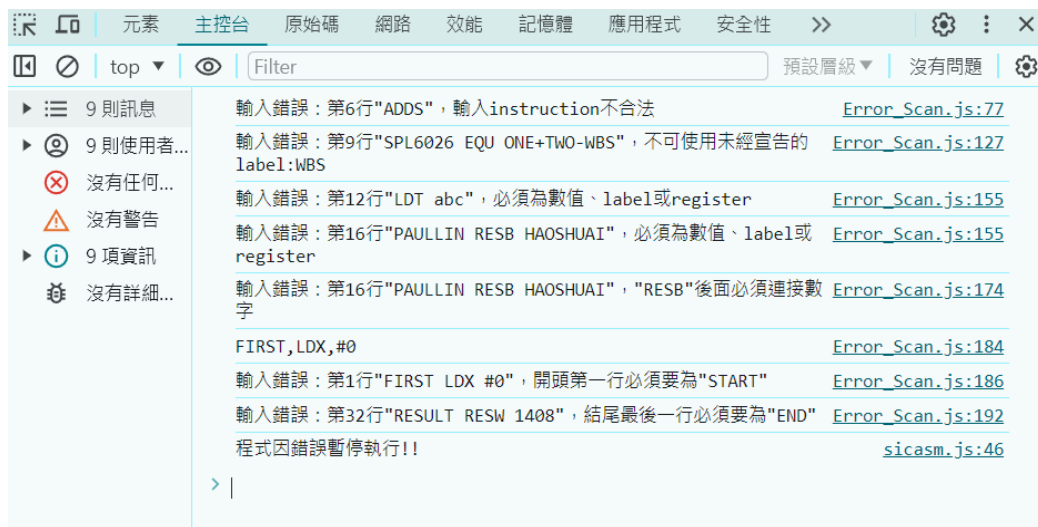 元素 主控台 原始碼 網路 效能 記憶體 應用程式 安全性
top Filter 預設層級 沒有問題
9 則訊息
9 則使用者...
沒有任何...
沒有警告
9 項資訊
沒有詳細...
輸入錯誤：第6行"ADDS"，輸入instruction不合法 Error_Scan.js:77
輸入錯誤：第9行"SPL6026 EQU ONE+TWO-WBS"，不可使用未經宣告的 Error_Scan.js:127
label:WBS
輸入錯誤：第12行"LDT abc"，必須為數值、label或register Error_Scan.js:155
輸入錯誤：第16行"PAULLIN RESB HAOSHUAI"，必須為數值、label或 Error_Scan.js:155
register
輸入錯誤：第16行"PAULLIN RESB HAOSHUAI"，"RESB"後面必須連接數 Error_Scan.js:174
字
FIRST,LDX,#0 Error_Scan.js:184
輸入錯誤：第1行"FIRST LDX #0"，開頭第一行必須要為"START" Error_Scan.js:186
輸入錯誤：第32行"RESULT RESW 1408"，結尾最後一行必須要為"END" Error_Scan.js:192
程式因錯誤暫停執行!! sicasm.js:46